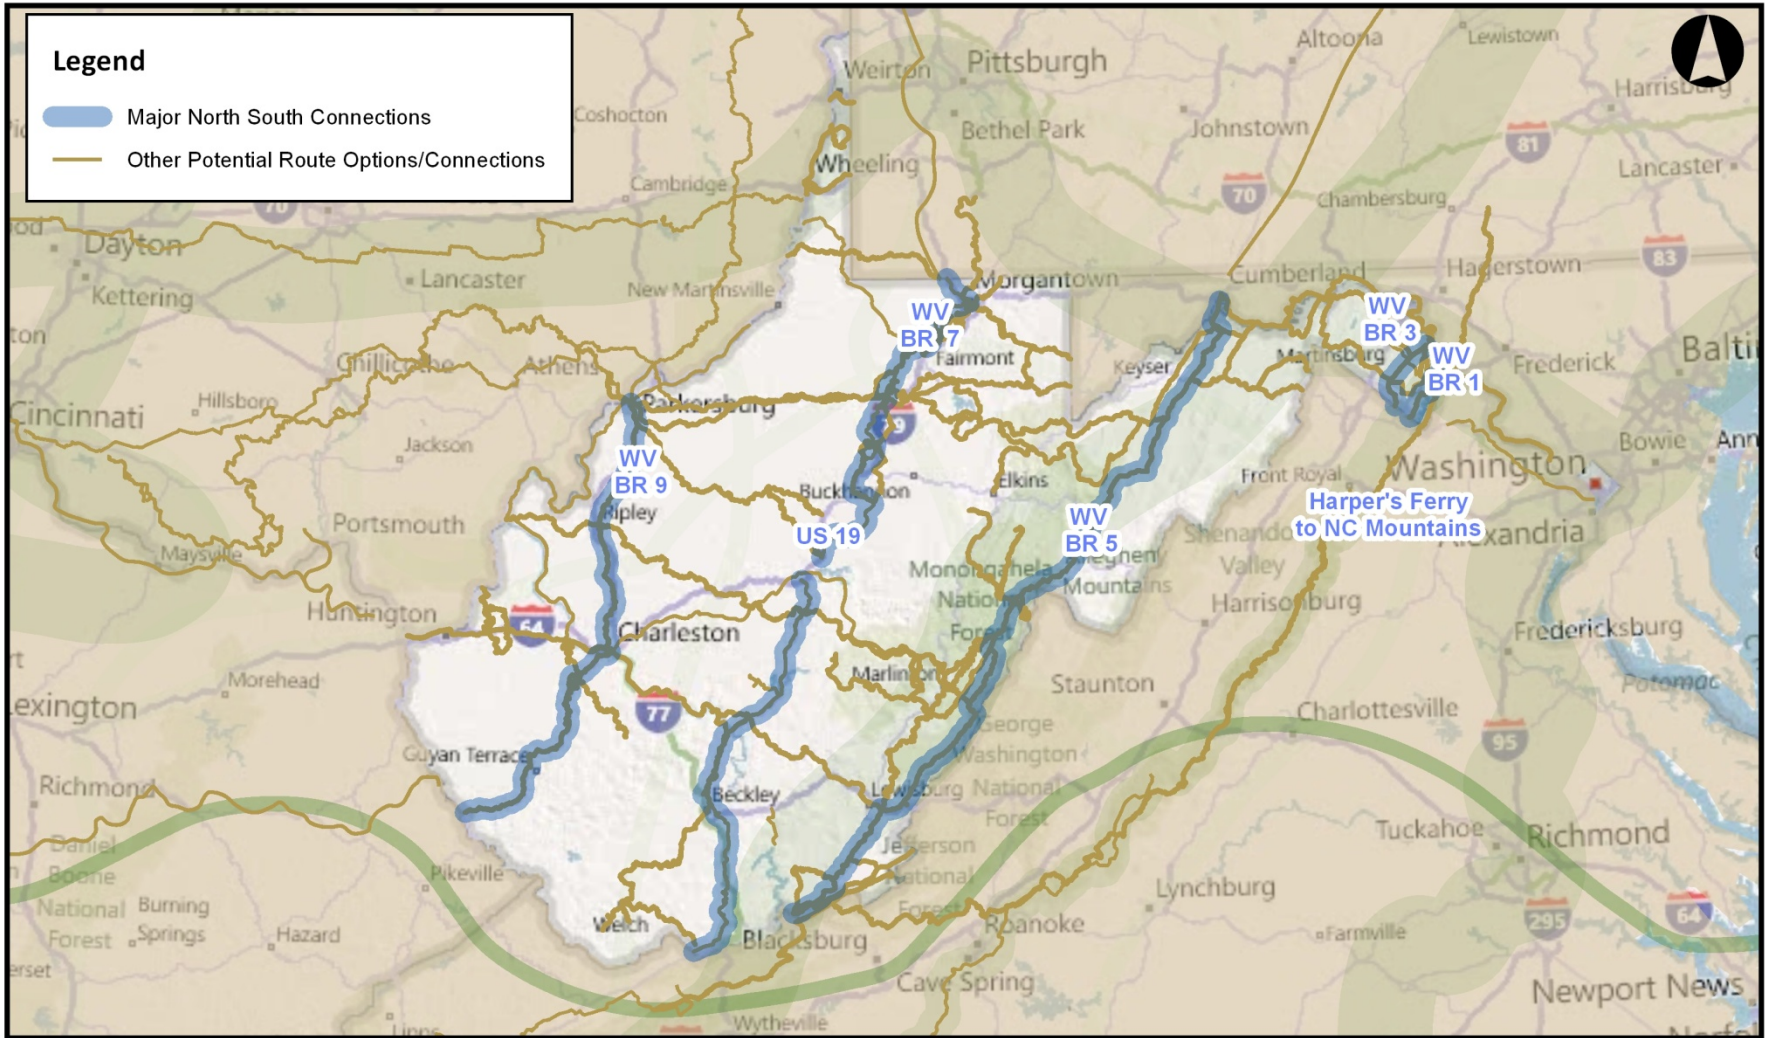 Legend
Major North South Connections
Other Potential Route Options/Connections
Altoona
Lewistown
Weirton
Pittsburgh
Harrisburg
Coshocton
Bethel Park
Johnstown
81
Wheeling
Lancaster
Cambridge
70
Chambersburg
Dayton
Lancaster
Kettering
New Martinsville
Morgantown
Cumberland
Hagerstown
83
WV
BR 7
WV
BR 3
Fairmont
Chillicothe
Athens
Keyser
Martinsburg
WV
BR 1
Frederick
Hillsboro
Cincinnati
Parkersburg
Jackson
Bowie
WV
BR 9
Front Royal
Washington
Buckhannon
Elkins
Ripley
Portsmouth
US 19
WV
BR 5
Harper's Ferry
to NC Mountains
Alexandria
Maysville
Monongahela
National
Forest
Allegheny
Mountains
Shenandoah
Valley
Huntington
64
Charleston
Harrisonburg
Fredericksburg
Morehead
Marlinton
Staunton
Potomac
77
Charlottesville
95
George
Washington
National
Forest
Guyan Terrace
Richmond
Beckley
Lewisburg
Tuckahoe
Richmond
Daniel
Boone
National
Forest
Pikeville
Jefferson
National
Forest
Lynchburg
Burning
Springs
Hazard
Welch
Blacksburg
Roanoke
Farmville
295
64
Cave Spring
Newport News
Wytheville